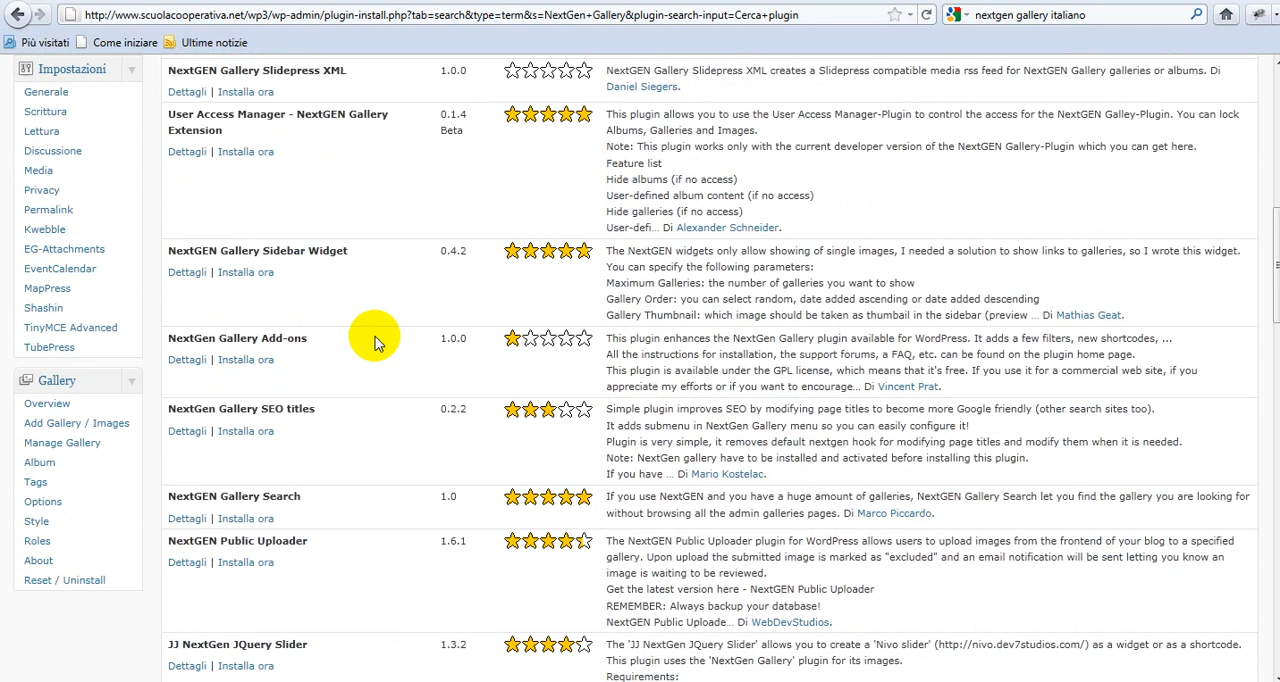 http://www.scuolacooperativa.net/wp3/wp-admin/plugin-install.php?tab=search&type=term&s=NextGen+Gallery&plugin-search-input=Cerca+plugin
nextgen gallery italiano
Più visitati
Come iniziare
Ultime notizie
Impostazioni
Generale
Scrittura
Lettura
Discussione
Media
Privacy
Permalink
Kwebble
EG-Attachments
EventCalendar
MapPress
Shashin
TinyMCE Advanced
TubePress
Gallery
Overview
Add Gallery / Images
Manage Gallery
Album
Tags
Options
Style
Roles
About
Reset / Uninstall
NextGEN Gallery Slidepress XML
Dettagli | Installa ora
1.0.0
NextGEN Gallery Slidepress XML creates a Slidepress compatible media rss feed for NextGEN Gallery galleries or albums. Di
Daniel Siegers.
User Access Manager - NextGEN Gallery
Extension
Dettagli | Installa ora
0.1.4
Beta
This plugin allows you to use the User Access Manager-Plugin to control the access for the NextGEN Galley-Plugin. You can lock
Albums, Galleries and Images.
Note: This plugin works only with the current developer version of the NextGEN Gallery-Plugin which you can get here.
Feature list
Hide albums (if no access)
User-defined album content (if no access)
Hide galleries (if no access)
User-defi... Di Alexander Schneider.
NextGEN Gallery Sidebar Widget
Dettagli | Installa ora
0.4.2
The NextGEN widgets only allow showing of single images, I needed a solution to show links to galleries, so I wrote this widget.
You can specify the following parameters:
Maximum Galleries: the number of galleries you want to show
Gallery Order: you can select random, date added ascending or date added descending
Gallery Thumbnail: which image should be taken as thumbail in the sidebar (preview ... Di Mathias Geat.
NextGen Gallery Add-ons
Dettagli | Installa ora
1.0.0
This plugin enhances the NextGen Gallery plugin available for WordPress. It adds a few filters, new shortcodes, ...
All the instructions for installation, the support forums, a FAQ, etc. can be found on the plugin home page.
This plugin is available under the GPL license, which means that it's free. If you use it for a commercial web site, if you
appreciate my efforts or if you want to encourage... Di Vincent Prat.
NextGen Gallery SEO titles
Dettagli | Installa ora
0.2.2
Simple plugin improves SEO by modifying page titles to become more Google friendly (other search sites too).
It adds submenu in NextGen Gallery menu so you can easily configure it!
Plugin is very simple, it removes default nextgen hook for modifying page titles and modify them when it is needed.
Note: NextGen gallery have to be installed and activated before installing this plugin.
If you have ... Di Mario Kostelac.
NextGEN Gallery Search
Dettagli | Installa ora
1.0
If you use NextGEN and you have a huge amount of galleries, NextGEN Gallery Search let you find the gallery you are looking for
without browsing all the admin galleries pages. Di Marco Piccardo.
NextGEN Public Uploader
Dettagli | Installa ora
1.6.1
The NextGEN Public Uploader plugin for WordPress allows users to upload images from the frontend of your blog to a specified
gallery. Upon upload the submitted image is marked as "excluded" and an email notification will be sent letting you know an
image is waiting to be reviewed.
Get the latest version here - NextGEN Public Uploader
REMEMBER: Always backup your database!
NextGEN Public Uploade... Di WebDevStudios.
JJ NextGen JQuery Slider
Dettagli | Installa ora
1.3.2
The 'JJ NextGen JQuery Slider' allows you to create a 'Nivo slider' (http://nivo.dev7studios.com/) as a widget or as a shortcode.
This plugin uses the 'NextGen Gallery' plugin for its images.
Requirements: